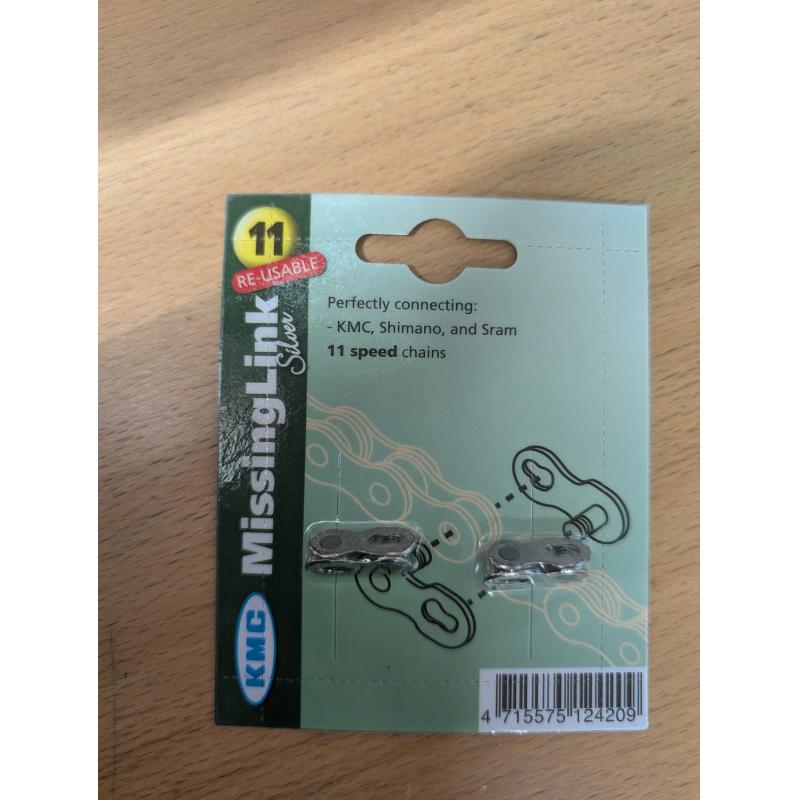 11
RE-USABLE
MissingLink
Silver
KMC
Perfectly connecting:
- KMC, Shimano, and Sram
11 speed chains
4 715575 124209